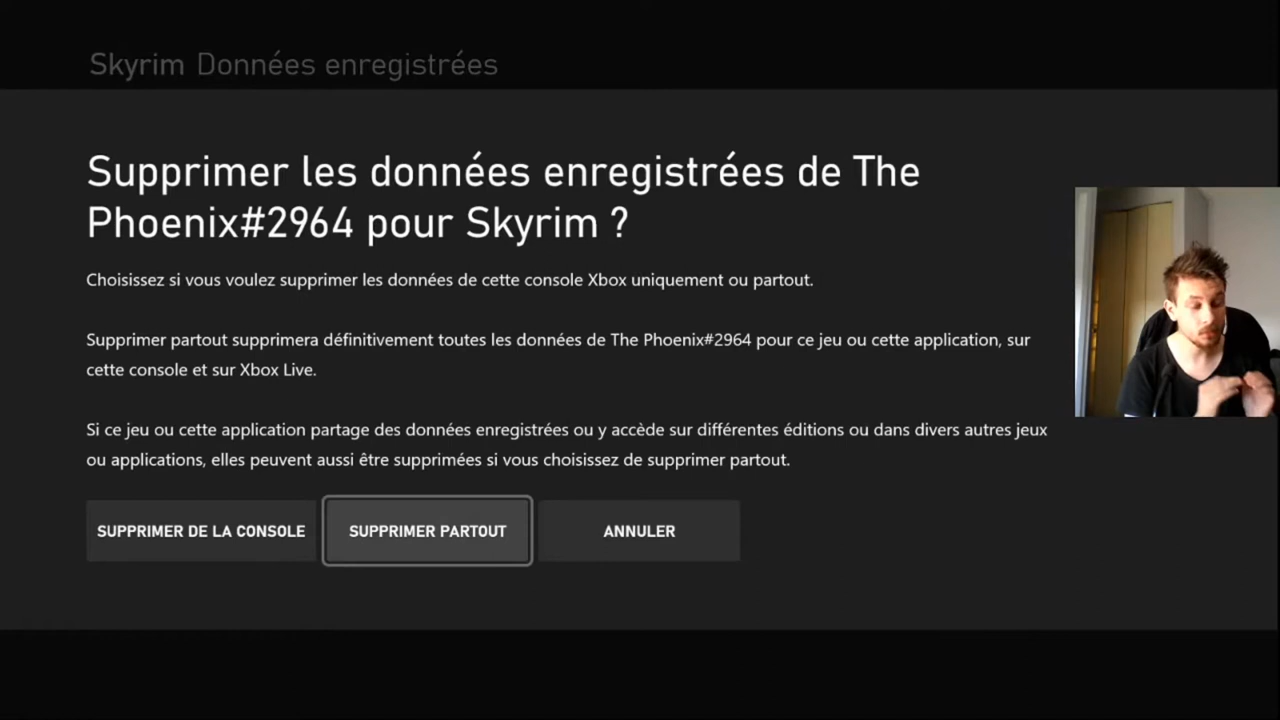 Skyrim Données enregistrées
Supprimer les données enregistrées de The
Phoenix#2964 pour Skyrim ?
Choisissez si vous voulez supprimer les données de cette console Xbox uniquement ou partout.
Supprimer partout supprimera définitivement toutes les données de The Phoenix#2964 pour ce jeu ou cette application, sur
cette console et sur Xbox Live.
Si ce jeu ou cette application partage des données enregistrées ou y accède sur différentes éditions ou dans divers autres jeux
ou applications, elles peuvent aussi être supprimées si vous choisissez de supprimer partout.
SUPPRIMER DE LA CONSOLE SUPPRIMER PARTOUT ANNULER